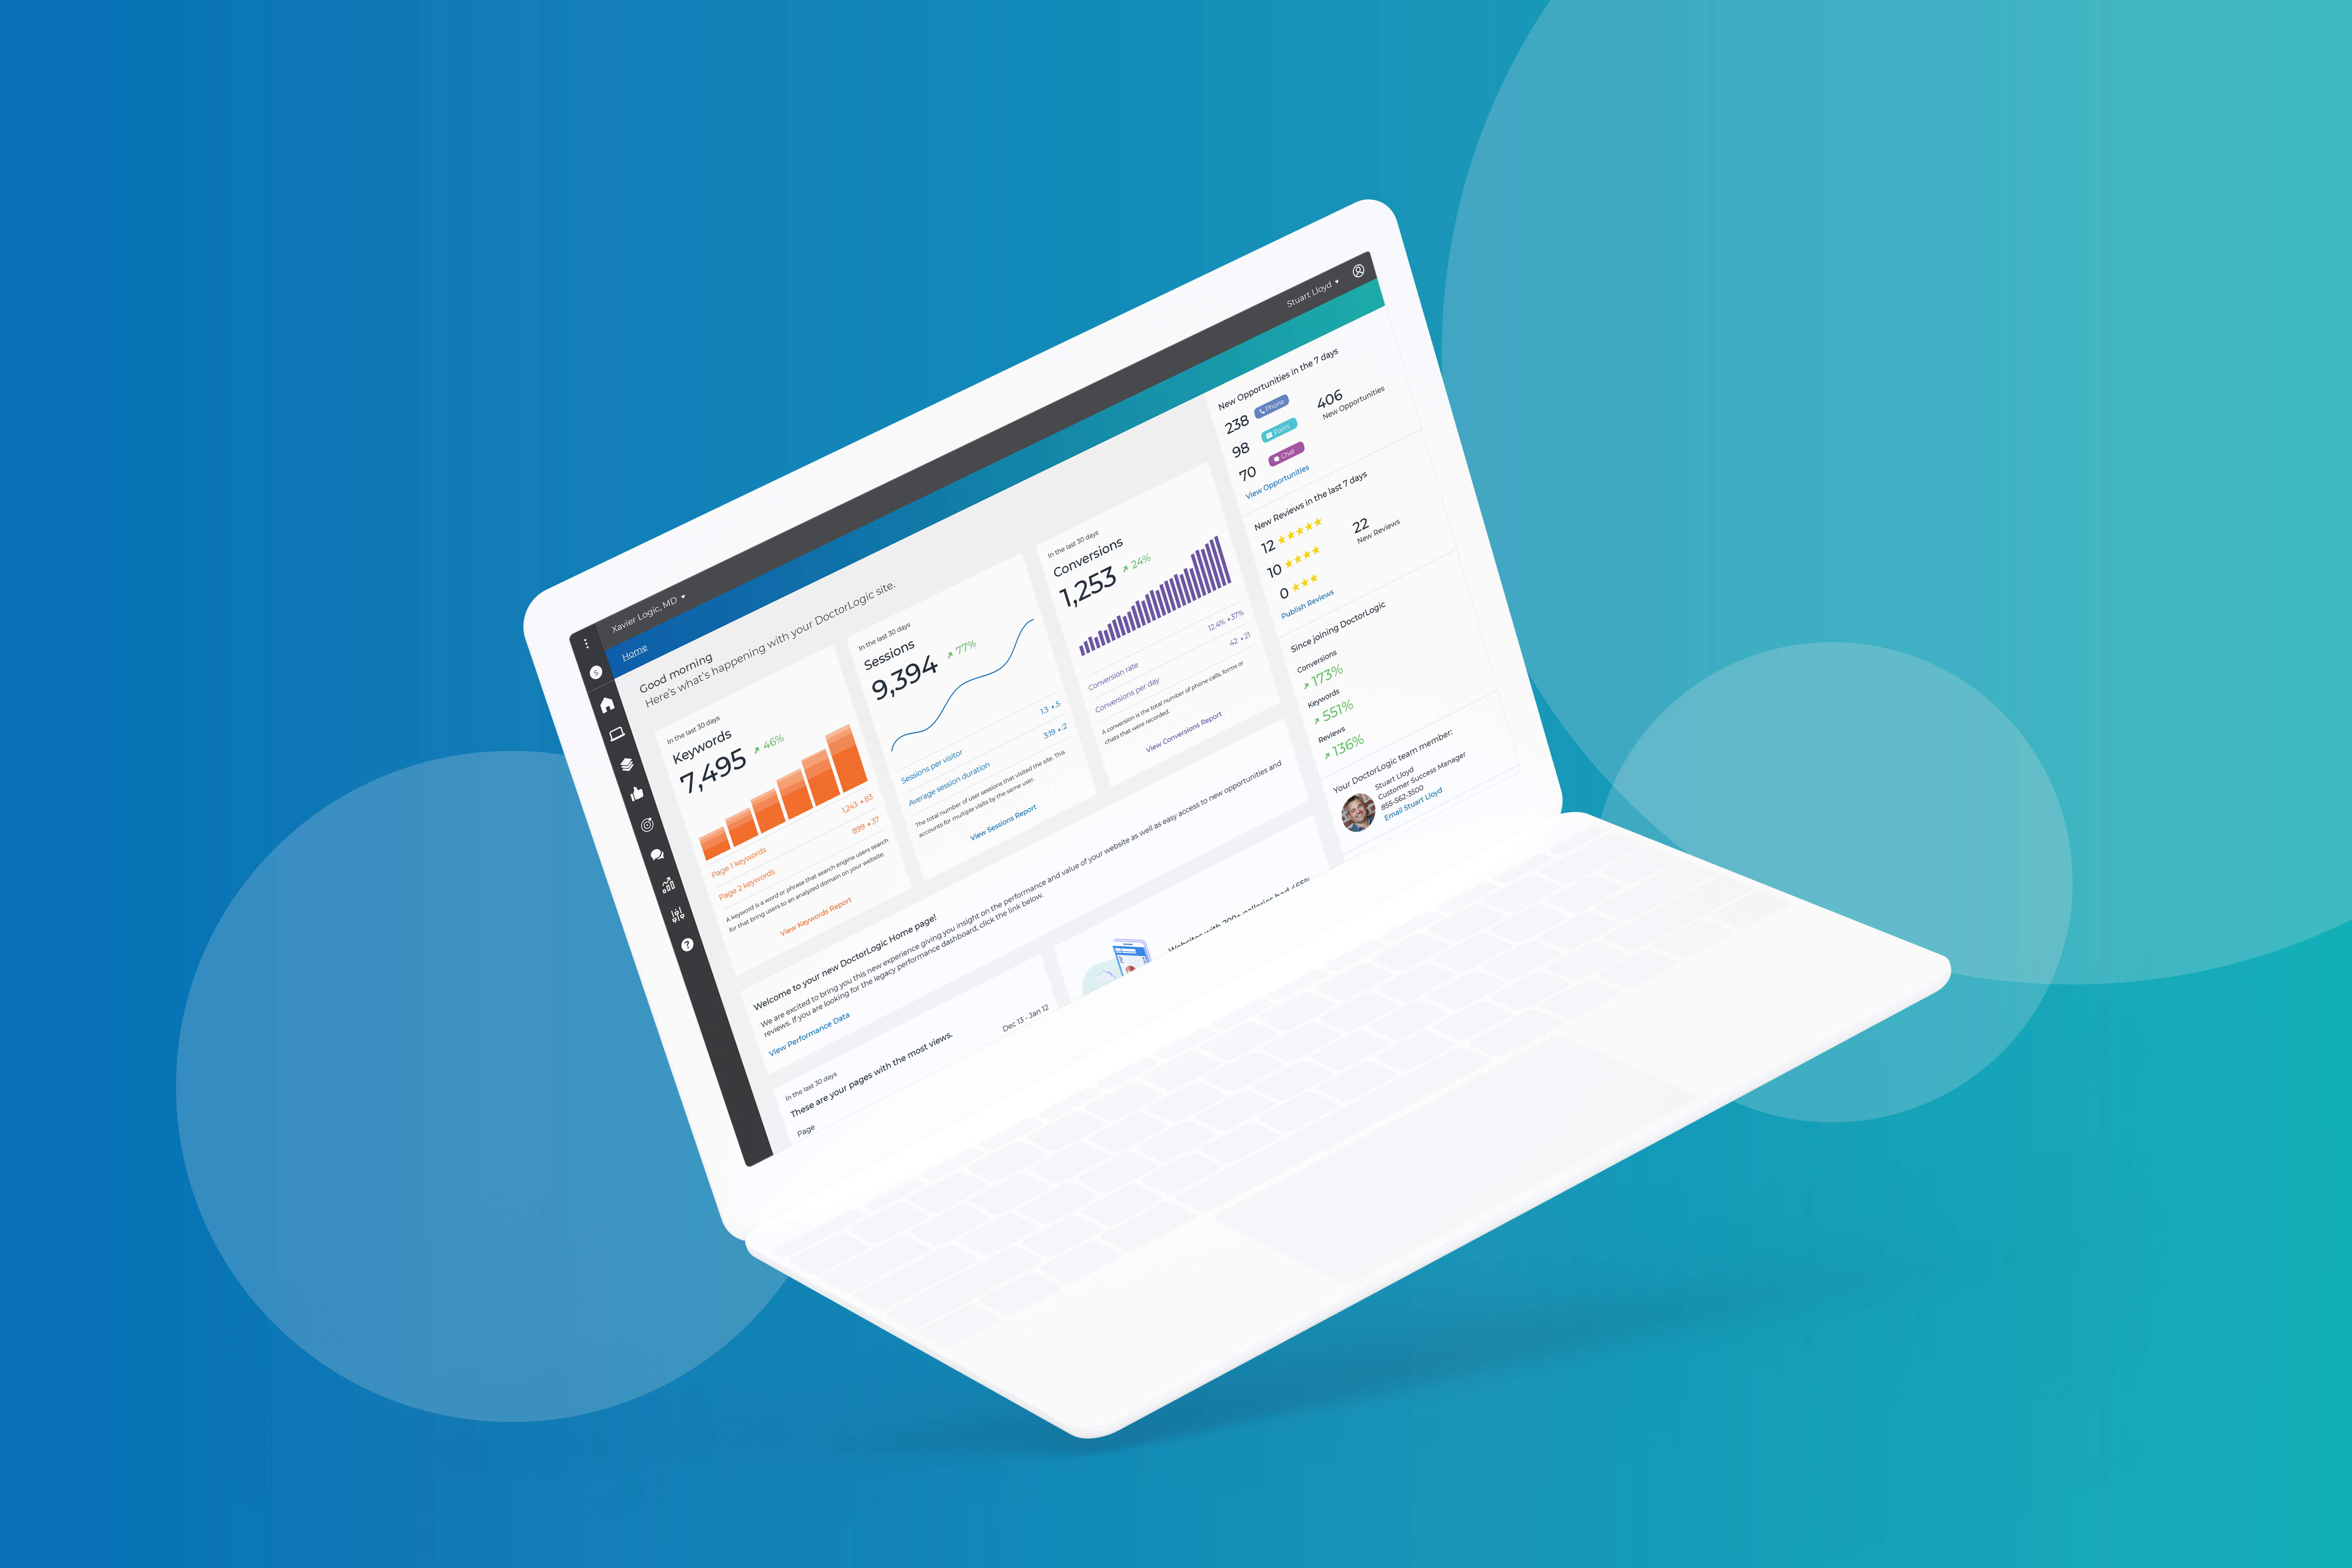 Xavier Logic, MD
Stuart Lloyd
Home
Good morning
Here's what's happening with your DoctorLogic site.
In the last 30 days
Keywords
7,495 46%
Page 1 keywords 1,243 83
Page 2 keywords 899 37
A keyword is a word or phrase that search engine users search
for that bring users to an analyzed domain on your website.
View Keywords Report
In the last 30 days
Sessions
9,394 77%
Sessions per visitor 1.3 .5
Average session duration 3:19 :2
The total number of user sessions that visited the site. This
accounts for multiple visits by the same user.
View Sessions Report
In the last 30 days
Conversions
1,253 24%
Conversion rate 12.4% 37%
Conversions per day 42 21
A conversion is the total number of phone calls, forms or
chats that were recorded.
View Conversions Report
New Opportunities in the 7 days
238 Phone
98 Form
70 Chat
406
New Opportunities
View Opportunities
New Reviews in the last 7 days
12
10
0
22
New Reviews
Publish Reviews
Since joining DoctorLogic
Conversions
173%
Keywords
551%
Reviews
136%
Your DoctorLogic team member:
Stuart Lloyd
Customer Success Manager
855-562-3500
Email Stuart Lloyd
Welcome to your new DoctorLogic Home page!
We are excited to bring you this new experience giving you insight on the performance and value of your website as well as easy access to new opportunities and
reviews. If you are looking for the legacy performance dashboard, click the link below.
View Performance Data
In the last 30 days
These are your pages with the most views.
Dec 13 - Jan 12
Page
S
?